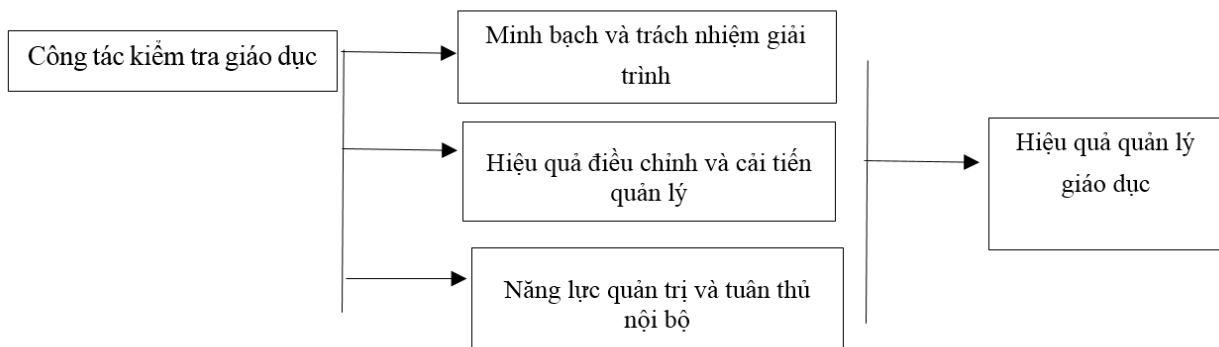 Công tác kiểm tra giáo dục
Minh bạch và trách nhiệm giải
trình
Hiệu quả điều chỉnh và cải tiến
quản lý
Năng lực quản trị và tuân thủ
nội bộ
Hiệu quả quản lý
giáo dục